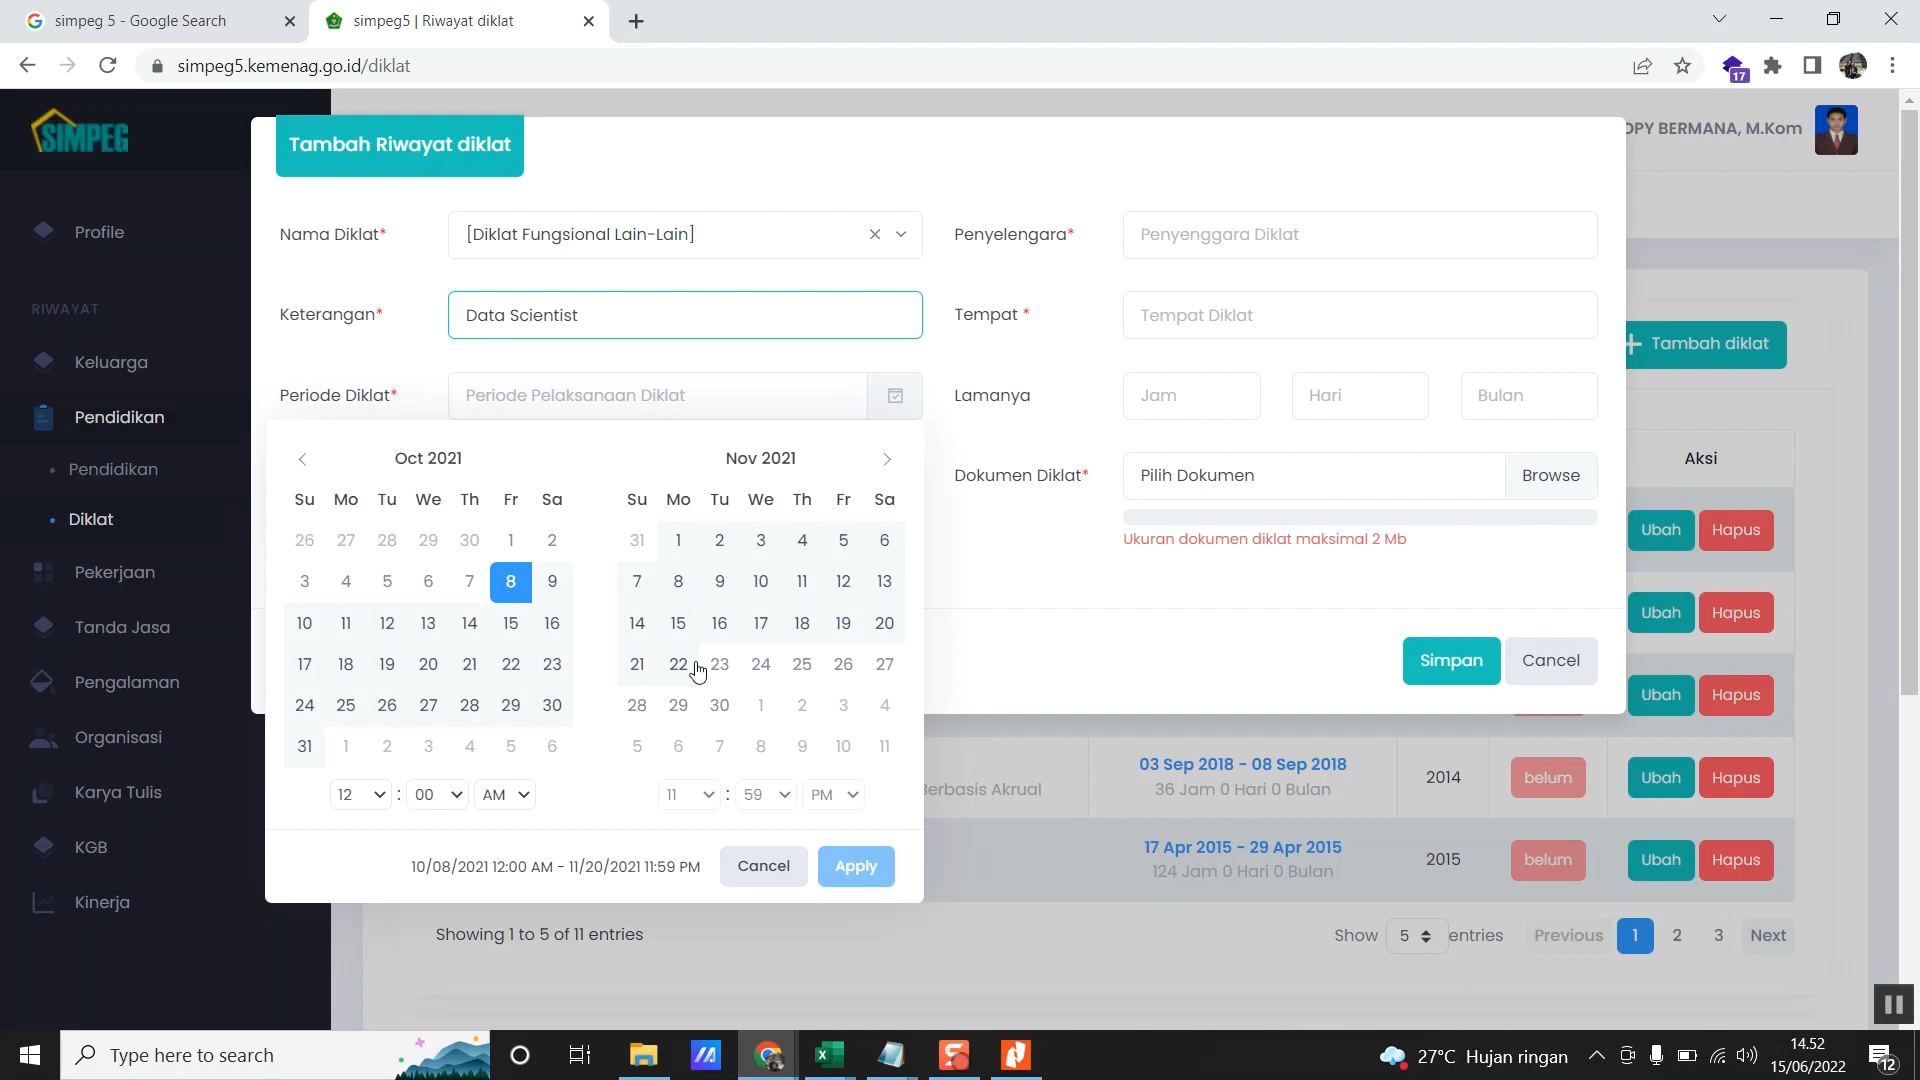 simpeg 5 - Google Search
simpeg5 | Riwayat diklat
simpeg5.kemenag.go.id/diklat
17
SIMPEG
OPY BERMANA, M.Kom
Tambah Riwayat diklat
Profile
RIWAYAT
Keluarga
Pendidikan
Pendidikan
Diklat
Pekerjaan
Tanda Jasa
Pengalaman
Organisasi
Karya Tulis
KGB
Kinerja
Nama Diklat*
[Diklat Fungsional Lain-Lain]
Penyelengara*
Penyenggara Diklat
Keterangan*
Data Scientist
Tempat *
Tempat Diklat
Periode Diklat*
Periode Pelaksanaan Diklat
Lamanya
Jam
Hari
Bulan
Dokumen Diklat*
Pilih Dokumen
Browse
Ukuran dokumen diklat maksimal 2 Mb
Simpan
Cancel
Oct 2021
Su Mo Tu We Th Fr Sa
26 27 28 29 30 1 2
3 4 5 6 7 8 9
10 11 12 13 14 15 16
17 18 19 20 21 22 23
24 25 26 27 28 29 30
31 1 2 3 4 5 6
12 : 00 AM
Nov 2021
Su Mo Tu We Th Fr Sa
31 1 2 3 4 5 6
7 8 9 10 11 12 13
14 15 16 17 18 19 20
21 22 23 24 25 26 27
28 29 30 1 2 3 4
5 6 7 8 9 10 11
11 : 59 PM
10/08/2021 12:00 AM - 11/20/2021 11:59 PM
Cancel
Apply
Tambah diklat
Aksi
Ubah Hapus
Ubah Hapus
Ubah Hapus
Berbasis Akrual
03 Sep 2018 - 08 Sep 2018
36 Jam 0 Hari 0 Bulan
2014
belum
Ubah Hapus
17 Apr 2015 - 29 Apr 2015
124 Jam 0 Hari 0 Bulan
2015
belum
Ubah Hapus
Showing 1 to 5 of 11 entries
Show 5 entries
Previous 1 2 3 Next
Type here to search
27°C Hujan ringan
14.52
15/06/2022
12